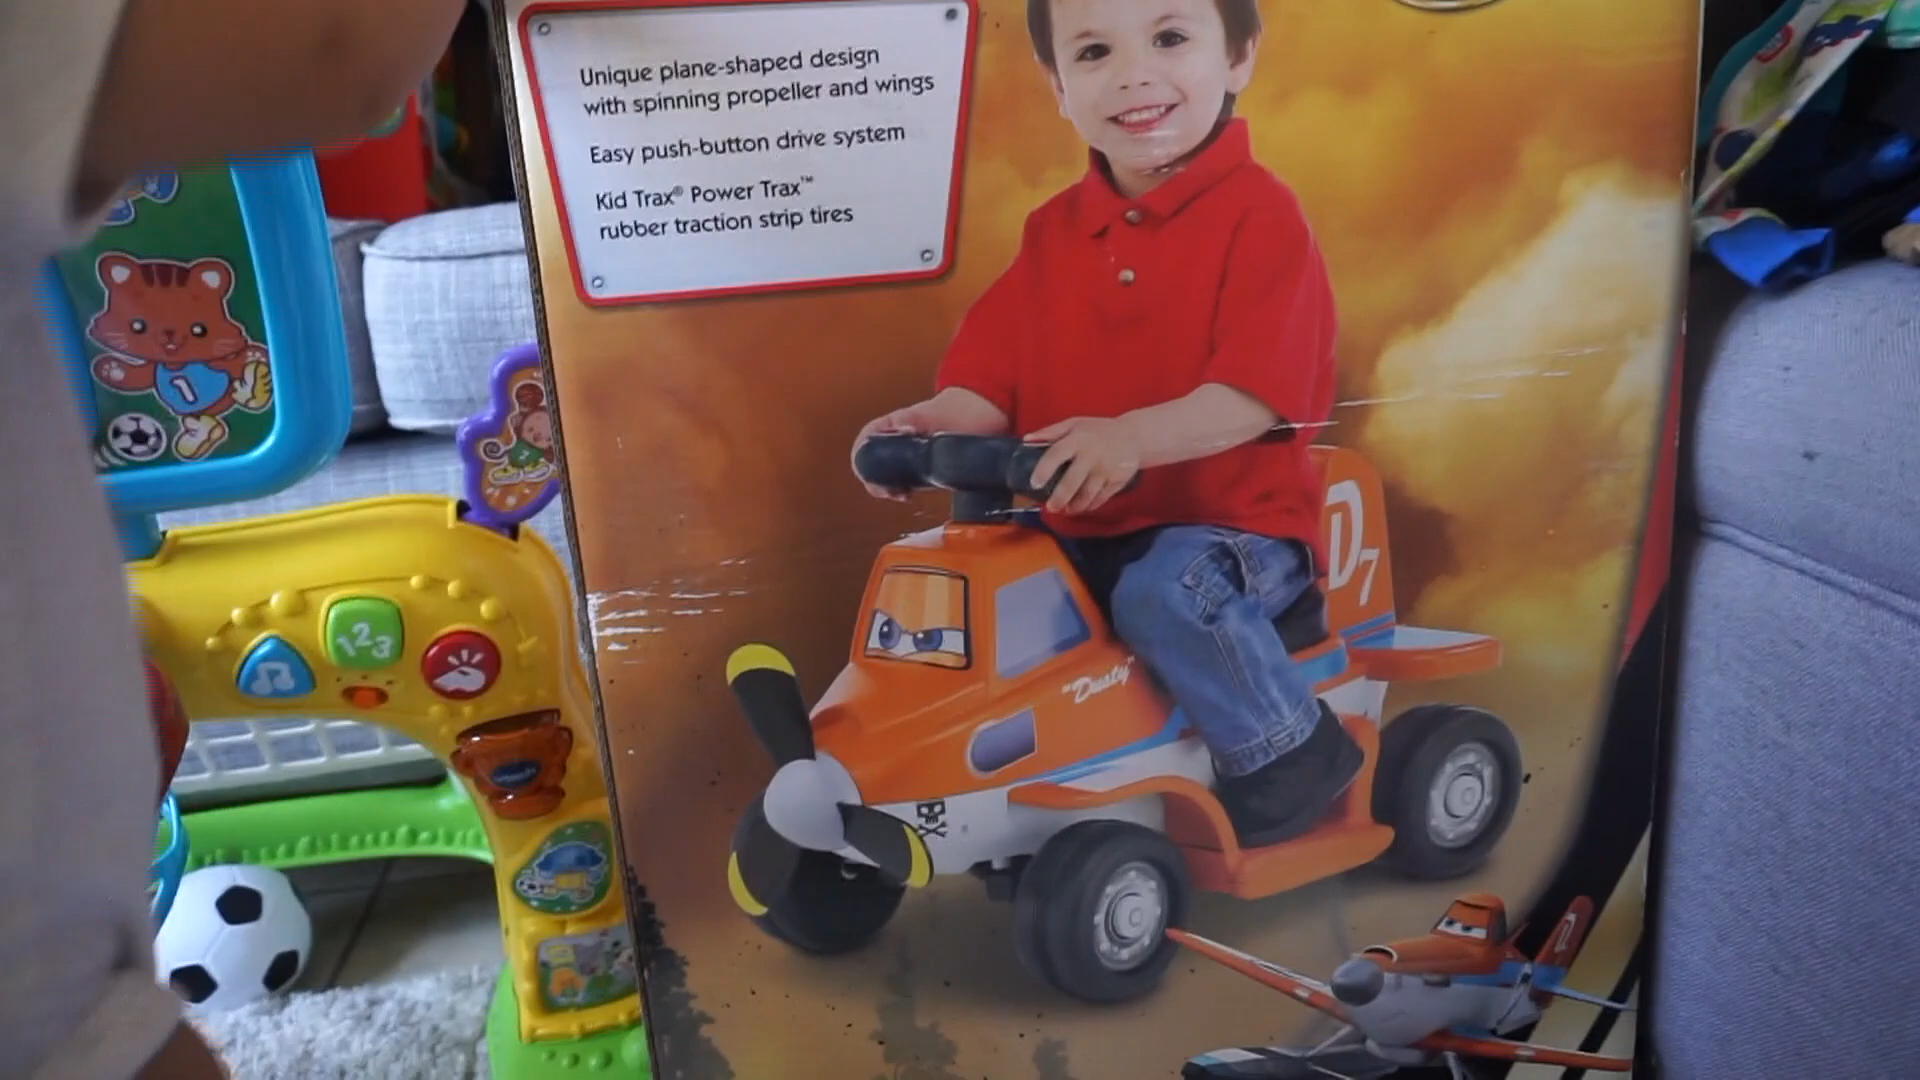 Unique plane-shaped design
with spinning propeller and wings
Easy push-button drive system
Kid Trax® Power Trax™
rubber traction strip tires
1
123
D7
"Dusty"